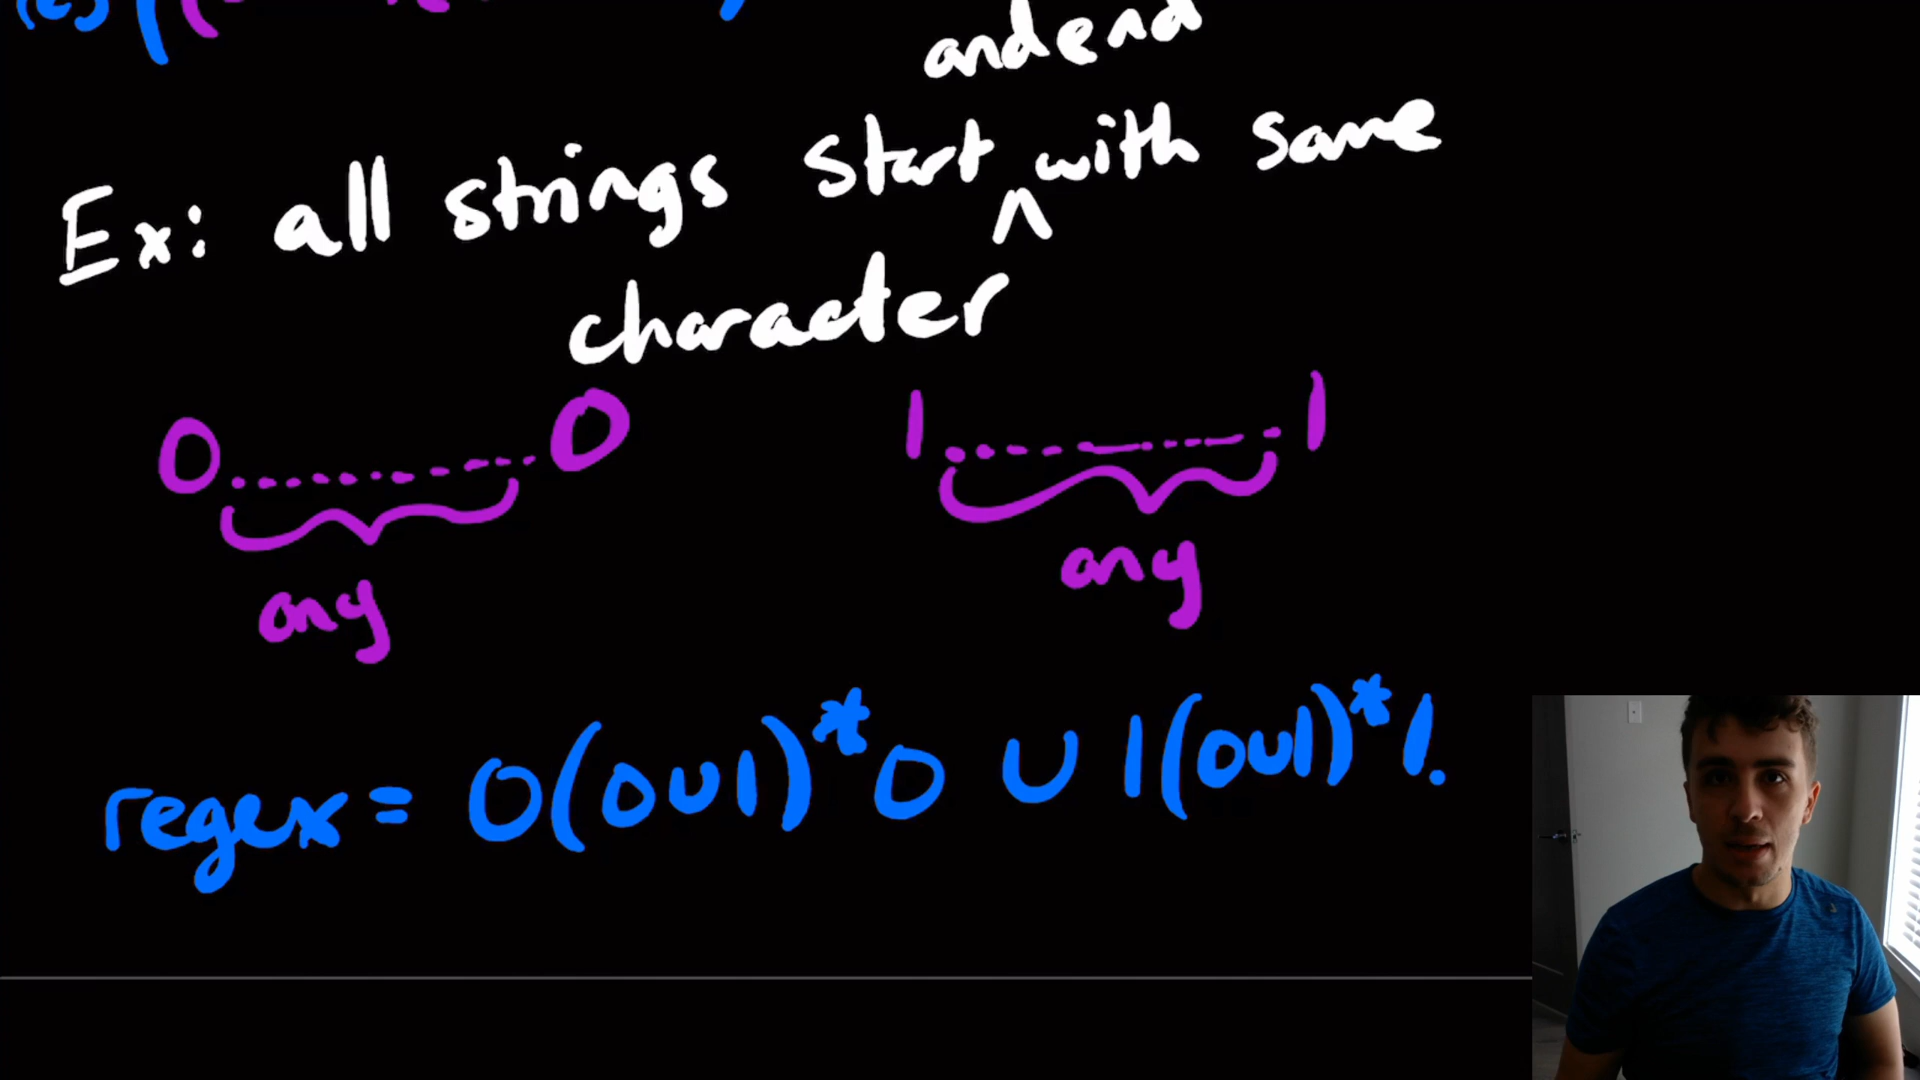 and end
Ex: all strings start ^ with same
character
0 ............ 0 1 ............ 1
any any
regex = 0(0∪1)*0 ∪ 1(0∪1)*1.